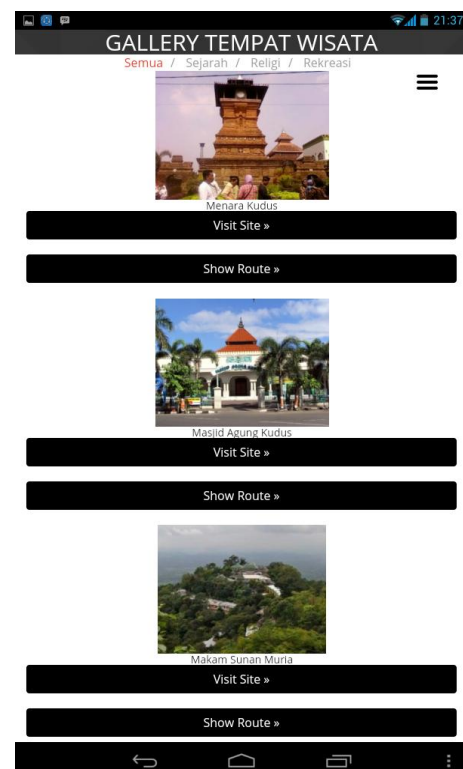 21:37
GALLERY TEMPAT WISATA
Semua / Sejarah / Religi / Rekreasi
Menara Kudus
Visit Site »
Show Route »
Masjid Agung Kudus
Visit Site »
Show Route »
Makam Sunan Muria
Visit Site »
Show Route »